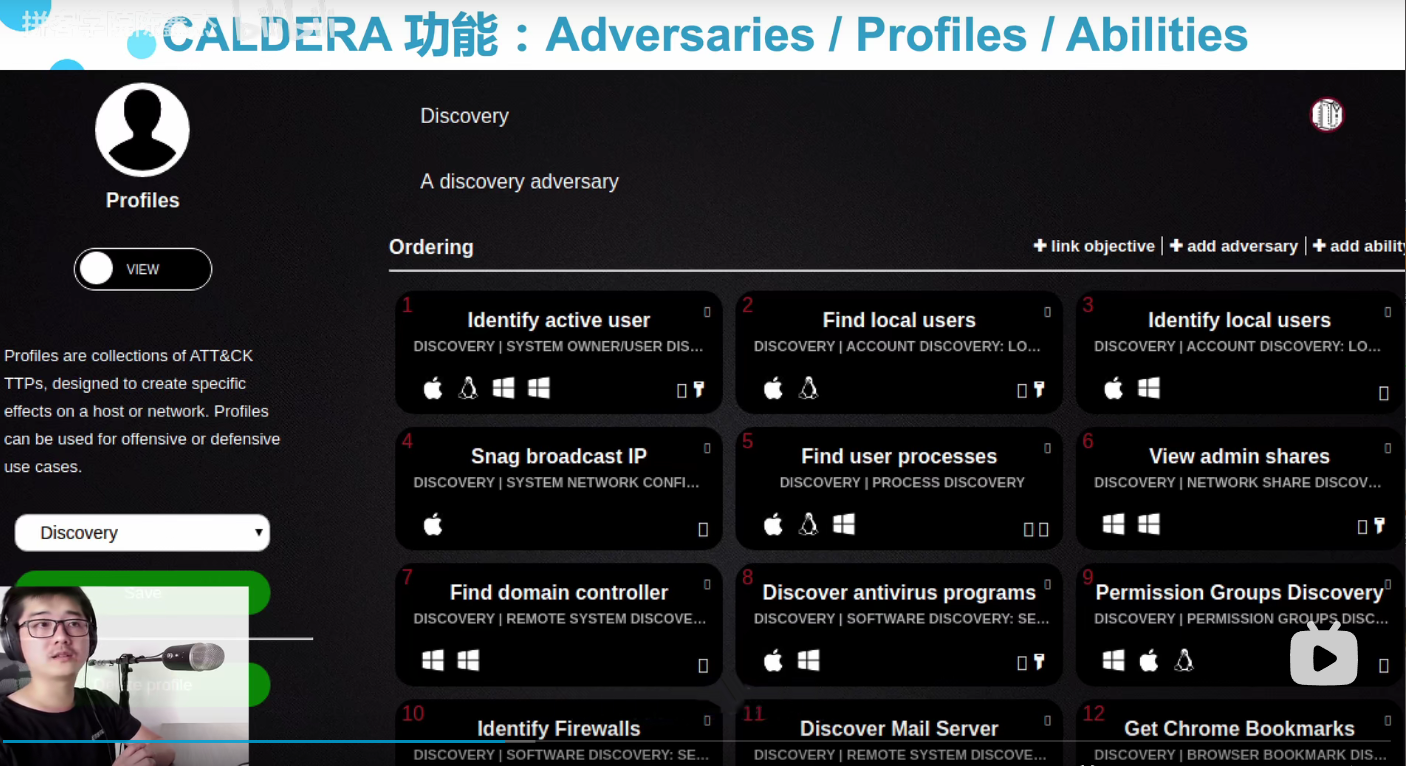 CALDERA 功能：Adversaries / Profiles / Abilities
Profiles
VIEW
Profiles are collections of ATT&CK
TTPs, designed to create specific
effects on a host or network. Profiles
can be used for offensive or defensive
use cases.
Discovery
Save
Discovery
A discovery adversary
Ordering
link objective | add adversary | add ability
1
Identify active user
DISCOVERY | SYSTEM OWNER/USER DIS...
2
Find local users
DISCOVERY | ACCOUNT DISCOVERY: LO...
3
Identify local users
DISCOVERY | ACCOUNT DISCOVERY: LO...
4
Snag broadcast IP
DISCOVERY | SYSTEM NETWORK CONFI...
5
Find user processes
DISCOVERY | PROCESS DISCOVERY
6
View admin shares
DISCOVERY | NETWORK SHARE DISCOV...
7
Find domain controller
DISCOVERY | REMOTE SYSTEM DISCOVE...
8
Discover antivirus programs
DISCOVERY | SOFTWARE DISCOVERY: SE...
9
Permission Groups Discovery
DISCOVERY | PERMISSION GROUPS DISC...
10
Identify Firewalls
DISCOVERY | SOFTWARE DISCOVERY: SE...
11
Discover Mail Server
DISCOVERY | REMOTE SYSTEM DISCOVE...
12
Get Chrome Bookmarks
DISCOVERY | BROWSER BOOKMARK DIS...